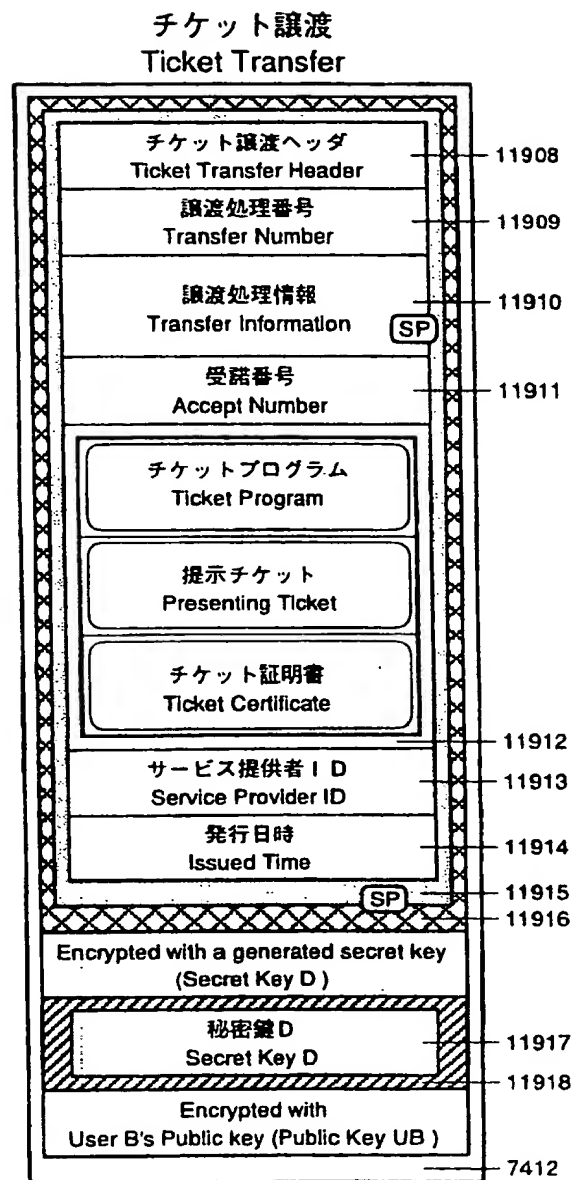 チケット譲渡
Ticket Transfer
チケット譲渡ヘッダ
Ticket Transfer Header
11908
譲渡処理番号
Transfer Number
11909
譲渡処理情報
Transfer Information
SP
11910
受諾番号
Accept Number
11911
チケットプログラム
Ticket Program
提示チケット
Presenting Ticket
チケット証明書
Ticket Certificate
11912
サービス提供者ID
Service Provider ID
11913
発行日時
Issued Time
11914
SP
11915
11916
Encrypted with a generated secret key
(Secret Key D )
秘密鍵D
Secret Key D
11917
11918
Encrypted with
User B's Public key (Public Key UB )
7412